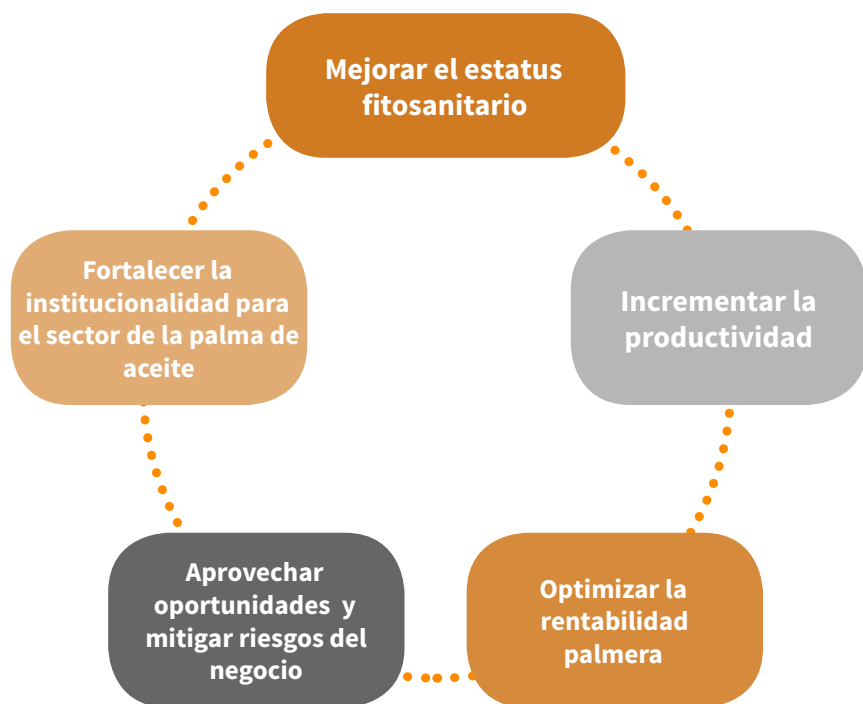 Mejorar el estatus
fitosanitario
Fortalecer la
institucionalidad para
el sector de la palma de
aceite
Incrementar la
productividad
Aprovechar
oportunidades y
mitigar riesgos del
negocio
Optimizar la
rentabilidad
palmera